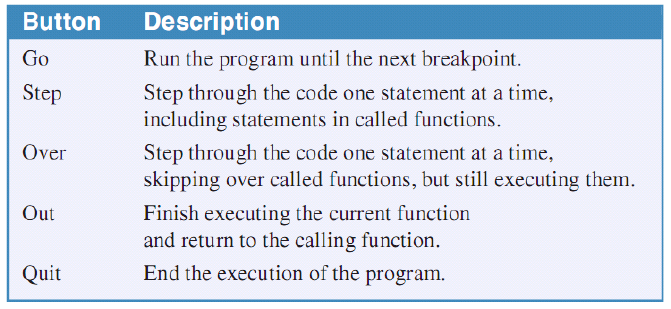 Button Description
Go Run the program until the next breakpoint.
Step Step through the code one statement at a time,
including statements in called functions.
Over Step through the code one statement at a time,
skipping over called functions, but still executing them.
Out Finish executing the current function
and return to the calling function.
Quit End the execution of the program.